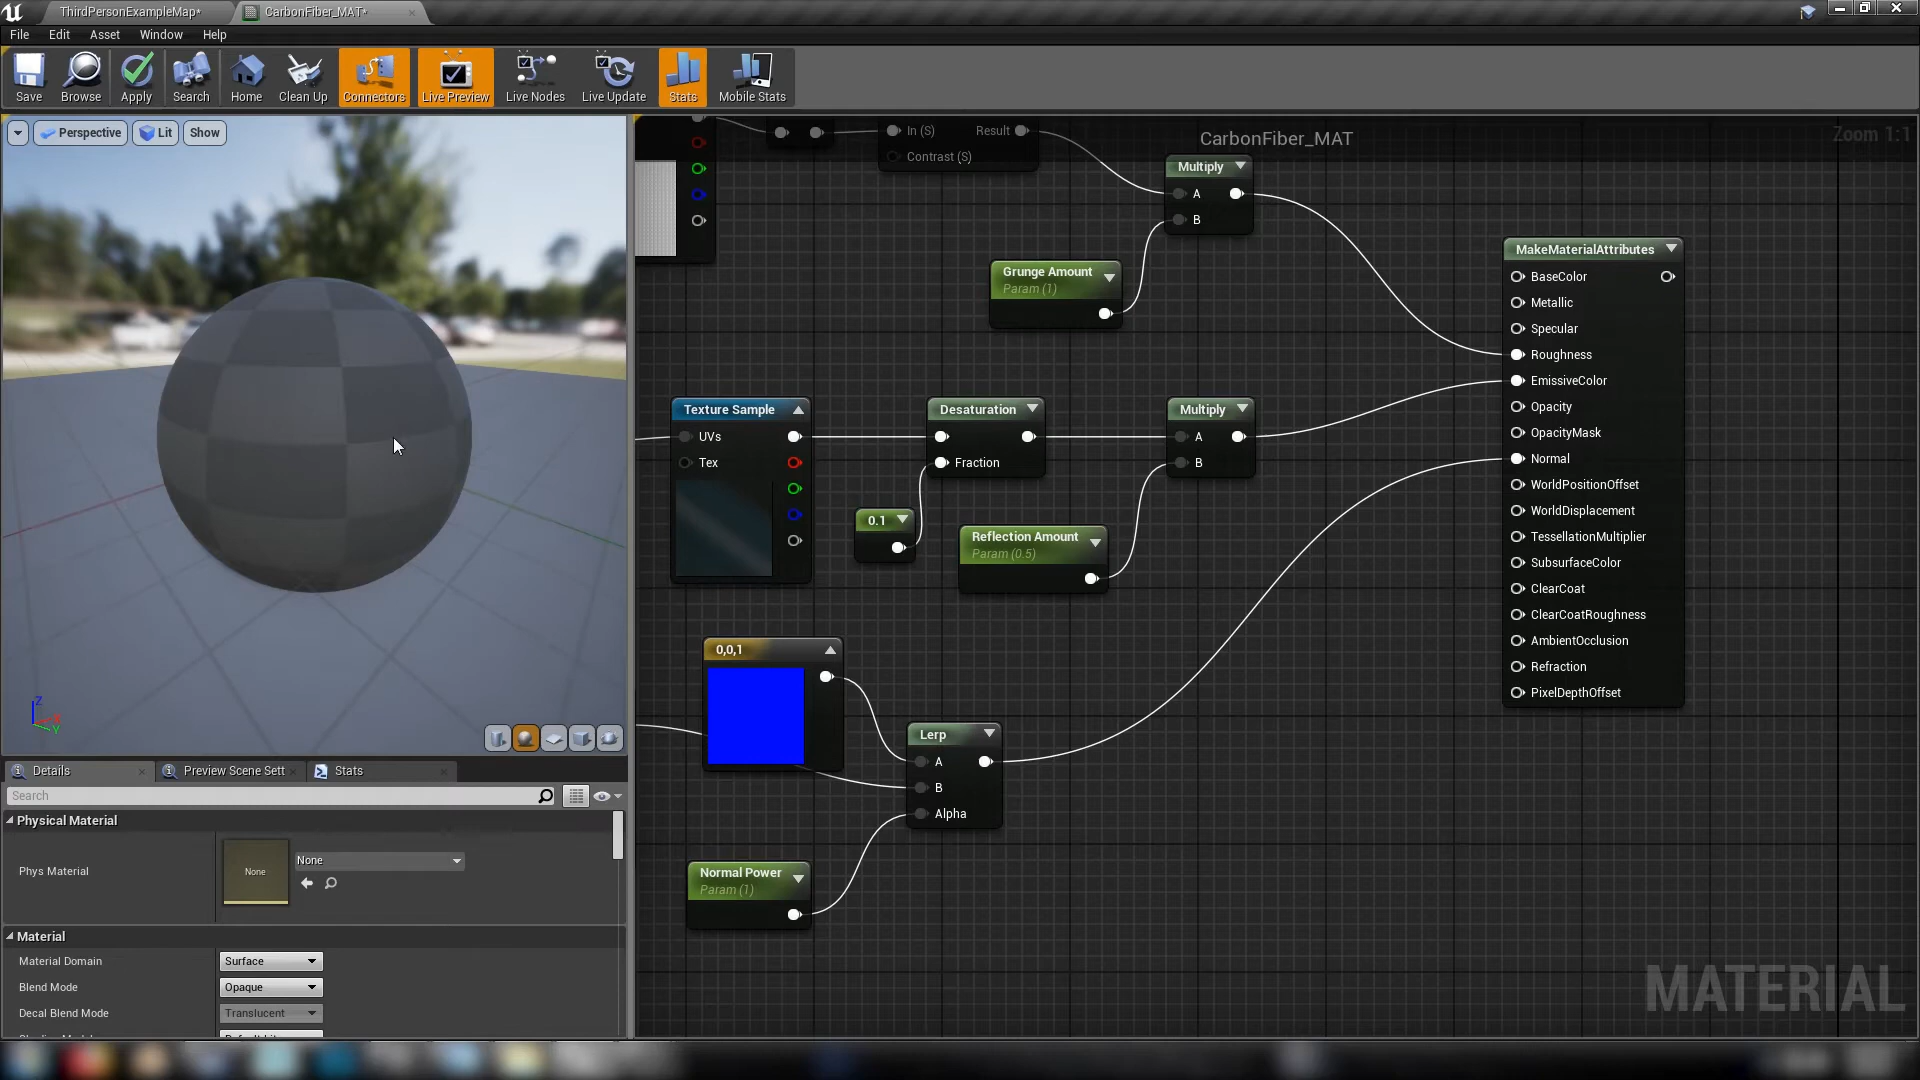 ThirdPersonExampleMap*
CarbonFiber_MAT*
File Edit Asset Window Help
Save Browse Apply Search Home Clean Up Connectors Live Preview Live Nodes Live Update Stats Mobile Stats
Perspective Lit Show
CarbonFiber_MAT
Zoom 1:1
In (S) Result
Contrast (S)
Multiply
A
B
Grunge Amount
Param (1)
Texture Sample
UVs
Tex
Desaturation
Fraction
0.1
Multiply
A
B
Reflection Amount
Param (0.5)
0,0,1
Lerp
A
B
Alpha
Normal Power
Param (1)
MakeMaterialAttributes
BaseColor
Metallic
Specular
Roughness
EmissiveColor
Opacity
OpacityMask
Normal
WorldPositionOffset
WorldDisplacement
TessellationMultiplier
SubsurfaceColor
ClearCoat
ClearCoatRoughness
AmbientOcclusion
Refraction
PixelDepthOffset
MATERIAL
Z
X
Y
Details Preview Scene Sett Stats
Search
Physical Material
Phys Material
None
None
Material
Material Domain Surface
Blend Mode Opaque
Decal Blend Mode Translucent